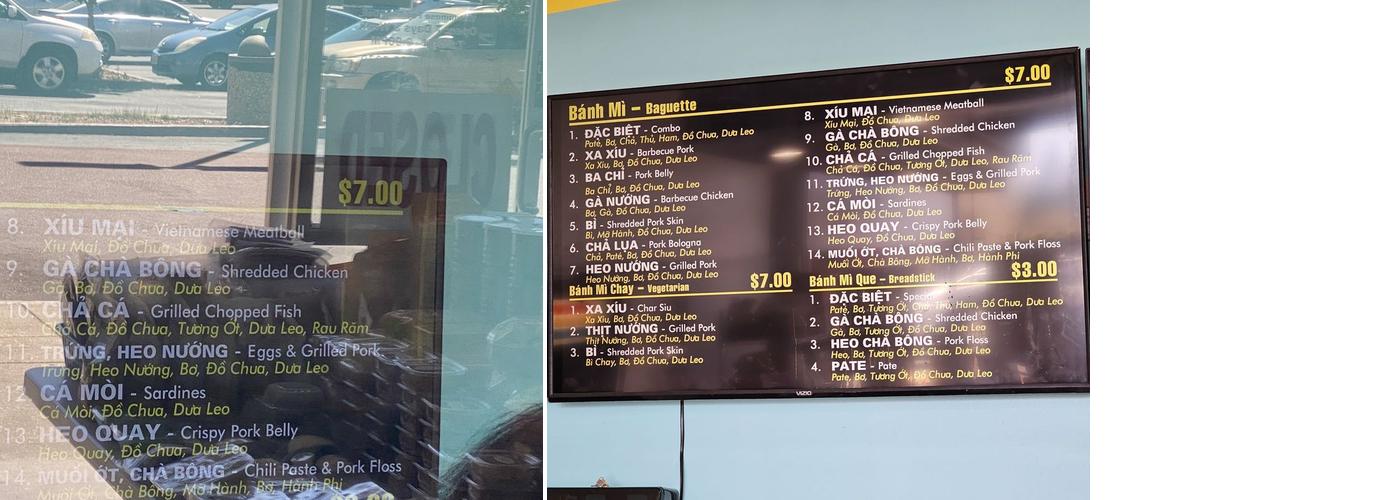 CLOSED
$7.00
8. XÍU MẠI - Vietnamese Meatball
Xíu Mại, Đồ Chua, Dưa Leo
9. GÀ CHÀ BÔNG - Shredded Chicken
Gà, Bơ, Đồ Chua, Dưa Leo
10. CHẢ CÁ - Grilled Chopped Fish
Chả Cá, Đồ Chua, Tương Ớt, Dưa Leo, Rau Răm
11. TRỨNG, HEO NƯỚNG - Eggs & Grilled Pork
Trứng, Heo Nướng, Bơ, Đồ Chua, Dưa Leo
12. CÁ MÒI - Sardines
Cá Mòi, Đồ Chua, Dưa Leo
13. HEO QUAY - Crispy Pork Belly
Heo Quay, Đồ Chua, Dưa Leo
14. MUỐI ỚT, CHÀ BÔNG - Chili Paste & Pork Floss
Muối Ớt, Chà Bông, Mỡ Hành, Bơ, Hành Phi
Bánh Mì – Baguette
1. ĐẶC BIỆT - Combo
Patê, Bơ, Chả, Thủ, Ham, Đồ Chua, Dưa Leo
2. XA XÍU - Barbecue Pork
Xa Xíu, Bơ, Đồ Chua, Dưa Leo
3. BA CHỈ - Pork Belly
Ba Chỉ, Bơ, Đồ Chua, Dưa Leo
4. GÀ NƯỚNG - Barbecue Chicken
Bơ, Gà, Đồ Chua, Dưa Leo
5. BÌ - Shredded Pork Skin
Bì, Mỡ Hành, Đồ Chua, Dưa Leo
6. CHẢ LỤA - Pork Bologna
Chả, Patê, Bơ, Đồ Chua, Dưa Leo
7. HEO NƯỚNG - Grilled Pork
Heo Nướng, Bơ, Đồ Chua, Dưa Leo
Bánh Mì Chay – Vegetarian $7.00
1. XA XÍU - Char Siu
Xa Xíu, Bơ, Đồ Chua, Dưa Leo
2. THỊT NƯỚNG - Grilled Pork
Thịt Nướng, Bơ, Đồ Chua, Dưa Leo
3. BÌ - Shredded Pork Skin
Bì Chay, Bơ, Đồ Chua, Dưa Leo
$7.00
8. XÍU MẠI - Vietnamese Meatball
Xíu Mại, Đồ Chua, Dưa Leo
9. GÀ CHÀ BÔNG - Shredded Chicken
Gà, Bơ, Đồ Chua, Dưa Leo
10. CHẢ CÁ - Grilled Chopped Fish
Chả Cá, Đồ Chua, Tương Ớt, Dưa Leo, Rau Răm
11. TRỨNG, HEO NƯỚNG - Eggs & Grilled Pork
Trứng, Heo Nướng, Bơ, Đồ Chua, Dưa Leo
12. CÁ MÒI - Sardines
Cá Mòi, Đồ Chua, Dưa Leo
13. HEO QUAY - Crispy Pork Belly
Heo Quay, Đồ Chua, Dưa Leo
14. MUỐI ỚT, CHÀ BÔNG - Chili Paste & Pork Floss
Muối Ớt, Chà Bông, Mỡ Hành, Bơ, Hành Phi
Bánh Mì Que – Breadstick $3.00
1. ĐẶC BIỆT -
Patê, Bơ, Tương Ớt, Chả, Thủ, Ham, Đồ Chua, Dưa Leo
2. GÀ CHÀ BÔNG - Shredded Chicken
Gà, Bơ, Tương Ớt, Đồ Chua, Dưa Leo
3. HEO CHÀ BÔNG - Pork Floss
Heo, Bơ, Tương Ớt, Đồ Chua, Dưa Leo
4. PATE - Pate
Pate, Bơ, Tương Ớt, Đồ Chua, Dưa Leo
VIZIO